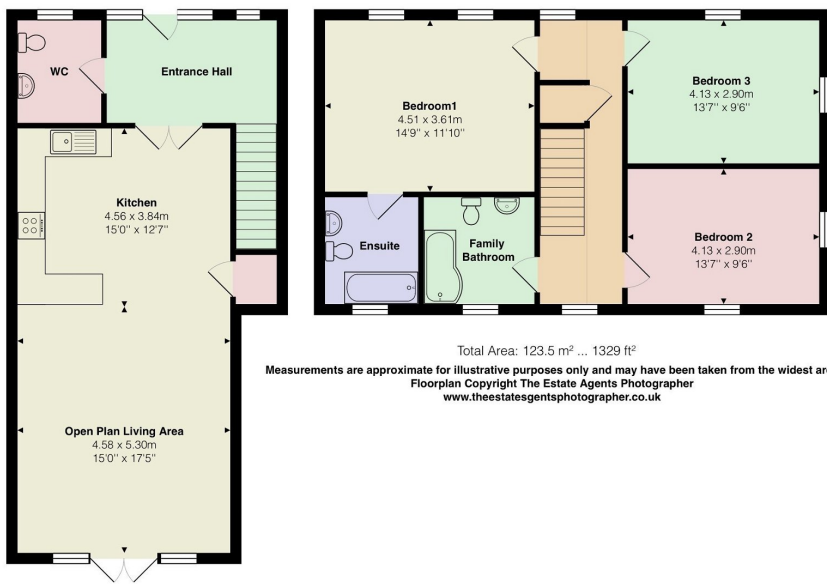 WC
Entrance Hall
Kitchen
4.56 x 3.84m
15'0" x 12'7"
Open Plan Living Area
4.58 x 5.30m
15'0" x 17'5"
Bedroom1
4.51 x 3.61m
14'9" x 11'10"
Ensuite
Family
Bathroom
Bedroom 3
4.13 x 2.90m
13'7" x 9'6"
Bedroom 2
4.13 x 2.90m
13'7" x 9'6"
Total Area: 123.5 m² ... 1329 ft²
Measurements are approximate for illustrative purposes only and may have been taken from the widest
Floorplan Copyright The Estate Agents Photographer
www.theestatesgentsphotographer.co.uk